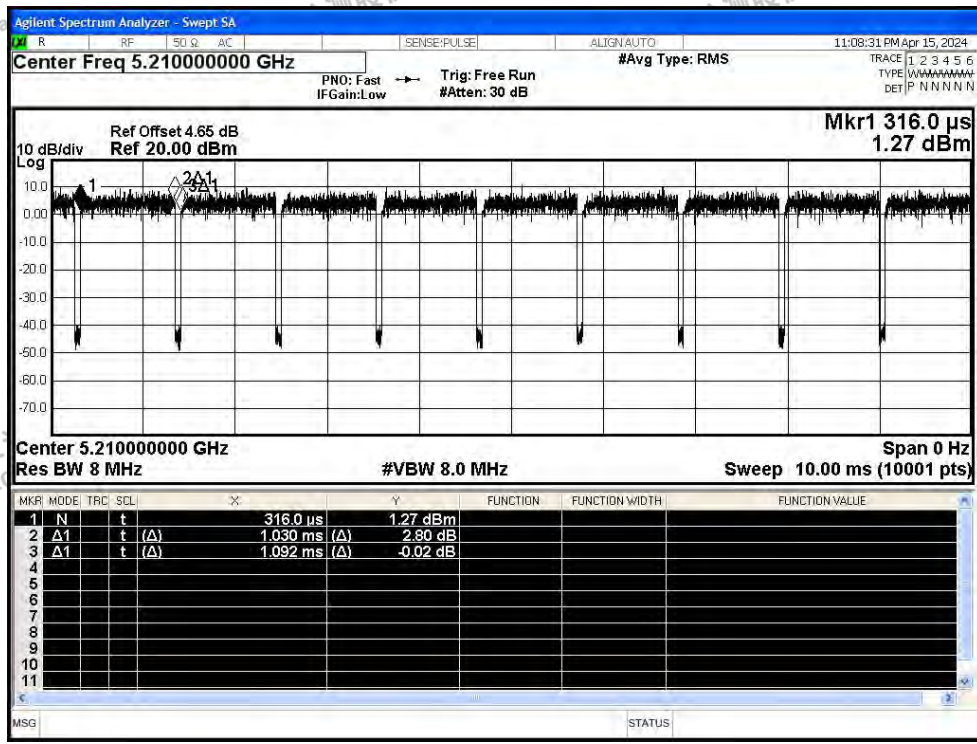 Agilent Spectrum Analyzer - Swept SA
R RF 50 Ω AC SENSE:PULSE ALIGN AUTO 11:08:31 PM Apr 15, 2024
Center Freq 5.210000000 GHz #Avg Type: RMS TRACE 1 2 3 4 5 6
PNO: Fast Trig: Free Run TYPE WWWWWW
IFGain:Low #Atten: 30 dB DET P N N N N N
Mkr1 316.0 µs
Ref Offset 4.65 dB
10 dB/div Ref 20.00 dBm 1.27 dBm
Log
10.0
1 2Δ1 3Δ1
0.00
-10.0
-20.0
-30.0
-40.0
-50.0
-60.0
-70.0
Center 5.210000000 GHz Span 0 Hz
Res BW 8 MHz #VBW 8.0 MHz Sweep 10.00 ms (10001 pts)
MKR MODE TRC SCL X Y FUNCTION FUNCTION WIDTH FUNCTION VALUE
1 N t 316.0 µs 1.27 dBm
2 Δ1 t (Δ) 1.030 ms (Δ) 2.80 dB
3 Δ1 t (Δ) 1.092 ms (Δ) -0.02 dB
4
5
6
7
8
9
10
11
MSG STATUS